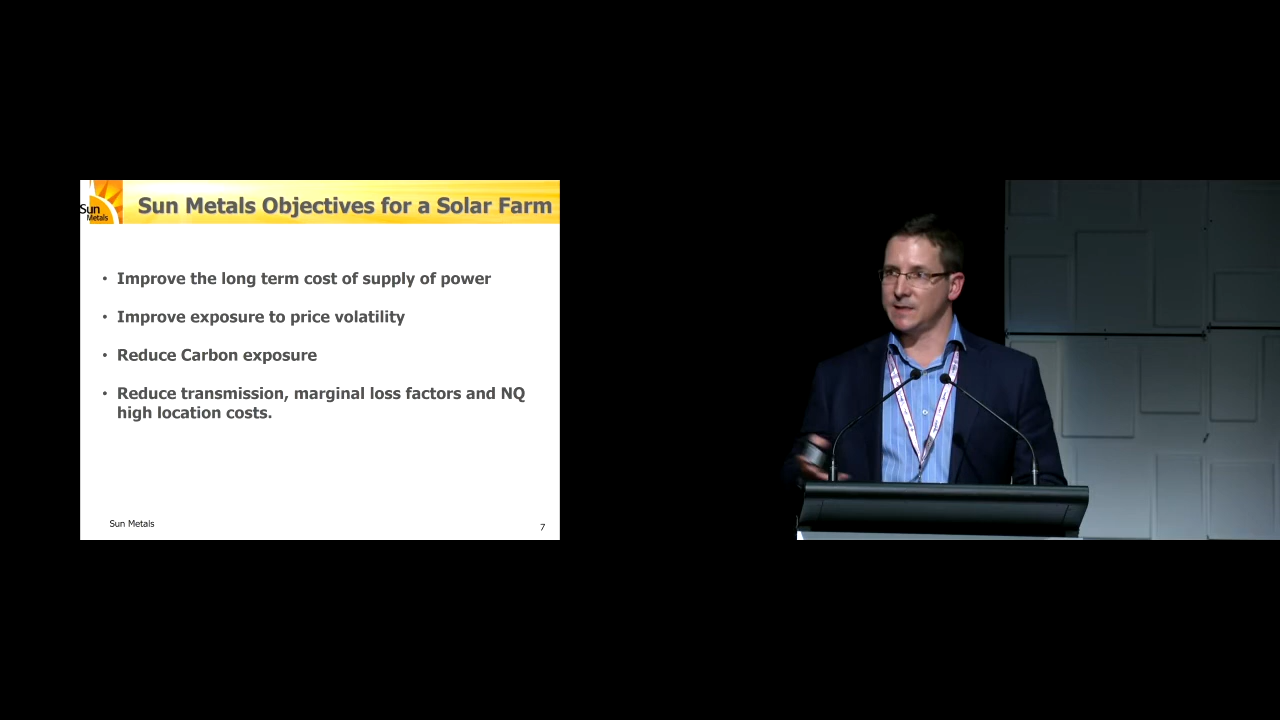 Sun
Metals
Sun Metals Objectives for a Solar Farm
• Improve the long term cost of supply of power
• Improve exposure to price volatility
• Reduce Carbon exposure
• Reduce transmission, marginal loss factors and NQ
high location costs.
Sun Metals
7